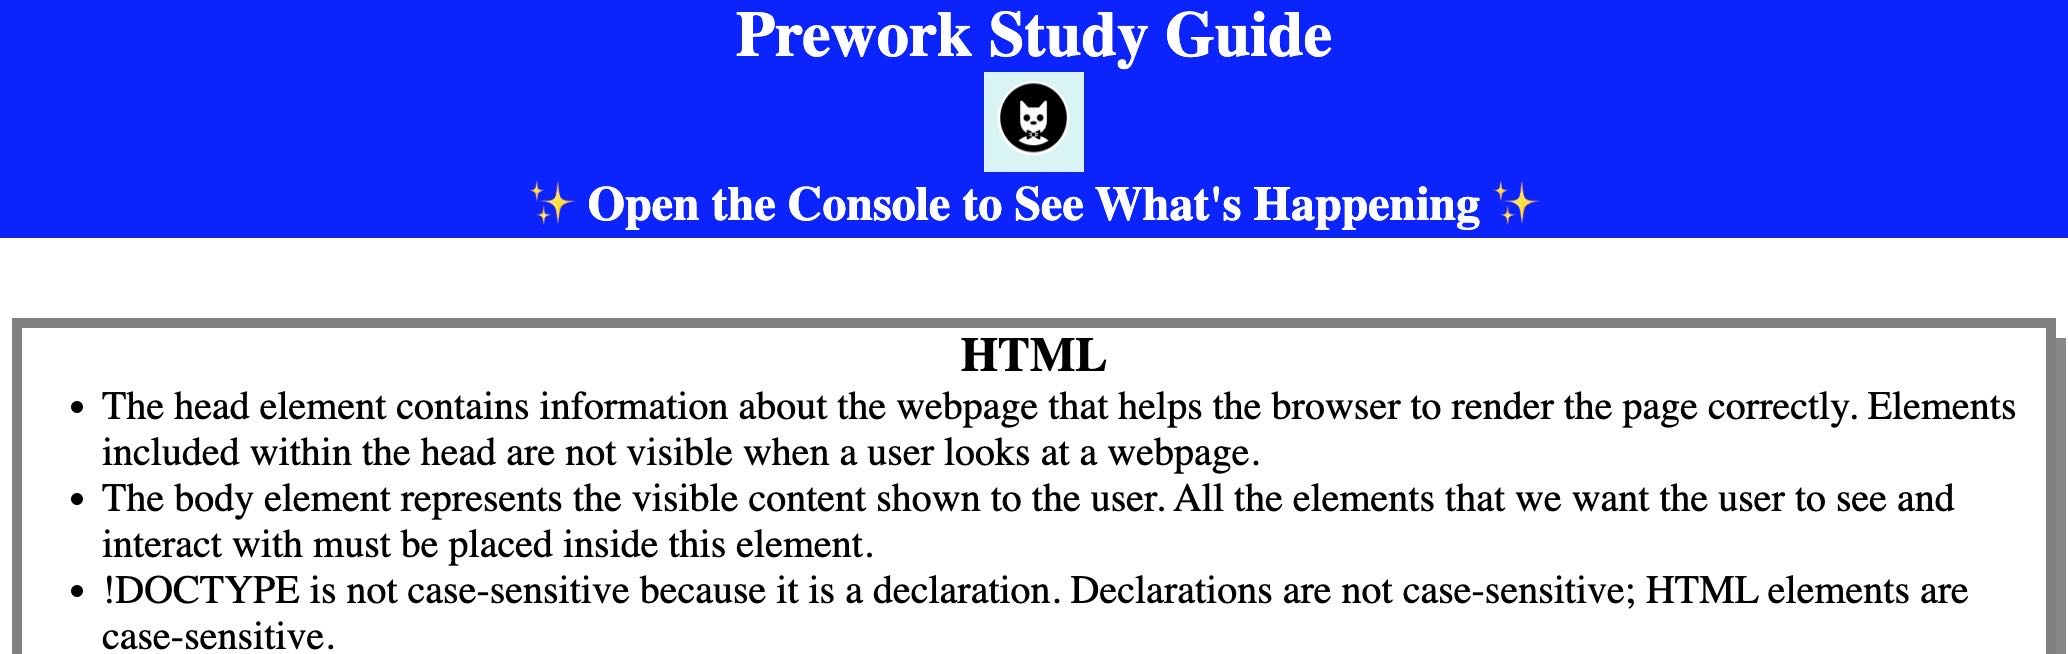 Prework Study Guide
✨ Open the Console to See What's Happening ✨
HTML
• The head element contains information about the webpage that helps the browser to render the page correctly. Elements
included within the head are not visible when a user looks at a webpage.
• The body element represents the visible content shown to the user. All the elements that we want the user to see and
interact with must be placed inside this element.
• !DOCTYPE is not case-sensitive because it is a declaration. Declarations are not case-sensitive; HTML elements are
case-sensitive.